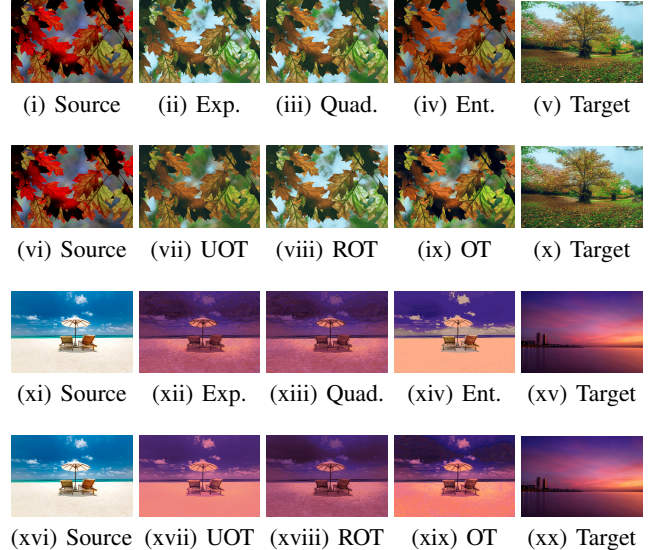 (i) Source (ii) Exp. (iii) Quad. (iv) Ent. (v) Target
(vi) Source (vii) UOT (viii) ROT (ix) OT (x) Target
(xi) Source (xii) Exp. (xiii) Quad. (xiv) Ent. (xv) Target
(xvi) Source (xvii) UOT (xviii) ROT (xix) OT (xx) Target